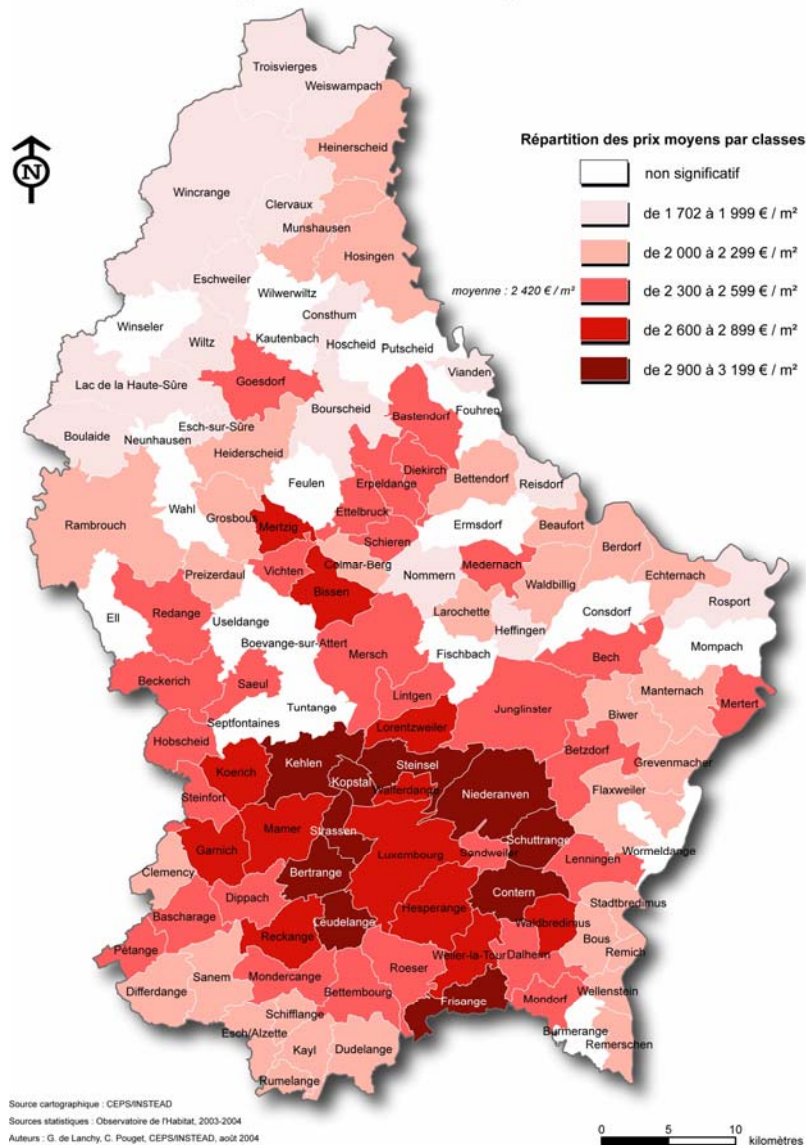 Troisvierges
Weiswampach
N
Heinerscheid
Répartition des prix moyens par classes
non significatif
Wincrange
Clervaux
de 1 702 à 1 999 € / m²
Munshausen
de 2 000 à 2 299 € / m²
Hosingen
Eschweiler
Wilwerwiltz
moyenne : 2 420 € / m²
de 2 300 à 2 599 € / m²
Consthum
Winseler
Kautenbach
Hoscheid
Putscheid
de 2 600 à 2 899 € / m²
Wiltz
Vianden
de 2 900 à 3 199 € / m²
Lac de la Haute-Sûre
Goesdorf
Bourscheid
Bastendorf
Fouhren
Esch-sur-Sûre
Boulaide
Neunhausen
Heiderscheid
Diekirch
Bettendorf
Reisdorf
Feulen
Erpeldange
Wahl
Grosbous
Ettelbruck
Ermsdorf
Beaufort
Rambrouch
Mertzig
Schieren
Berdorf
Colmar-Berg
Medernach
Echternach
Preizerdaul
Vichten
Nommern
Waldbillig
Bissen
Rosport
Ell
Redange
Larochette
Consdorf
Useldange
Heffingen
Boevange-sur-Attert
Fischbach
Mompach
Mersch
Bech
Beckerich
Saeul
Manternach
Lintgen
Mertert
Tuntange
Junglinster
Biwer
Septfontaines
Lorentzweiler
Hobscheid
Betzdorf
Kehlen
Steinsel
Grevenmacher
Koerich
Kopstal
Walferdange
Niederanven
Flaxweiler
Steinfort
Mamer
Strassen
Schuttrange
Garnich
Luxembourg
Sandweiler
Wormeldange
Clemency
Bertrange
Lenningen
Contern
Dippach
Stadtbredimus
Bascharage
Leudelange
Hesperange
Waldbredimus
Reckange
Bous
Pétange
Weiler-la-Tour
Dalheim
Remich
Sanem
Mondercange
Roeser
Differdange
Bettembourg
Wellenstein
Frisange
Mondorf
Schifflange
Esch/Alzette
Burmerange
Kayl
Dudelange
Remerschen
Rumelange
Source cartographique : CEPS/INSTEAD
Sources statistiques : Observatoire de l'Habitat, 2003-2004
Auteurs : G. de Lanchy, C. Pouget, CEPS/INSTEAD, août 2004
0 5 10
kilomètres